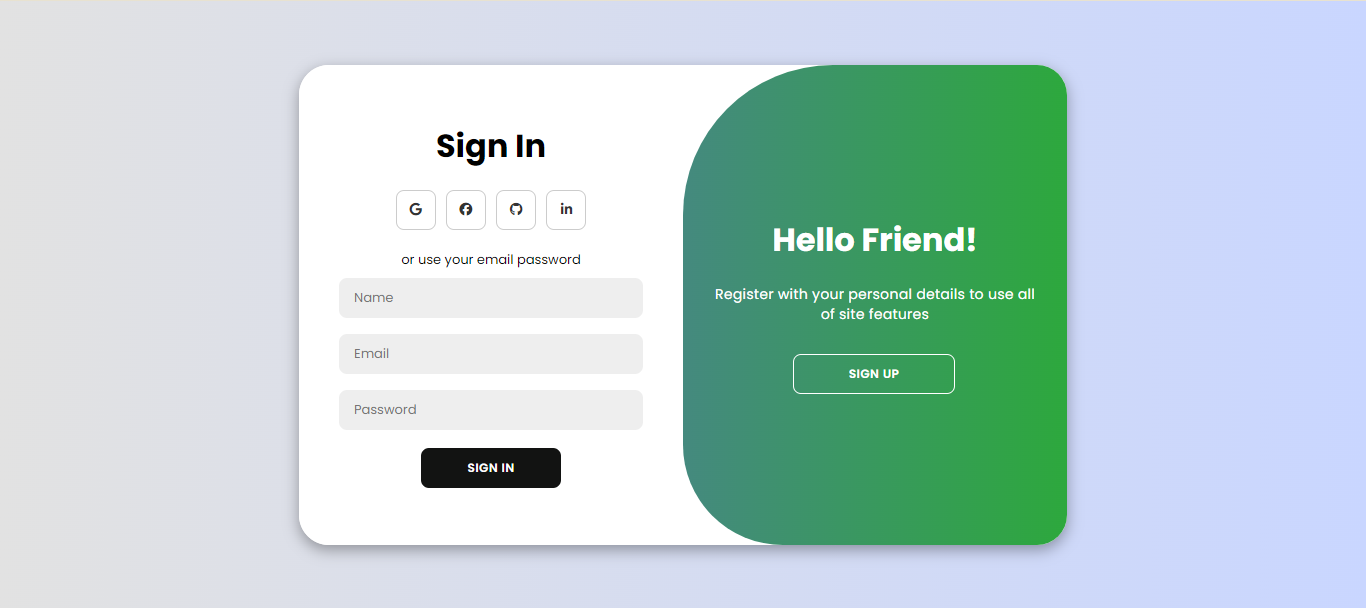 Sign In
or use your email password
Name
Email
Password
SIGN IN
Hello Friend!
Register with your personal details to use all
of site features
SIGN UP